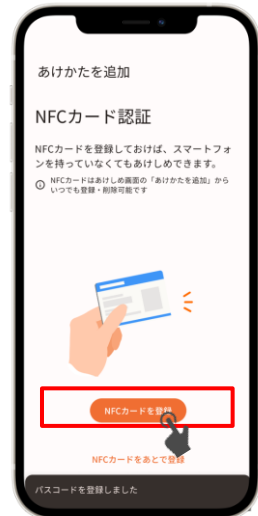 あけかたを追加
NFCカード認証
NFCカードを登録しておけば、スマートフォ
ンを持っていなくてもあけしめできます。
NFCカードはあけしめ画面の「あけかたを追加」から
いつでも登録・削除可能です
NFCカードを登録
NFCカードをあとで登録
パスコードを登録しました